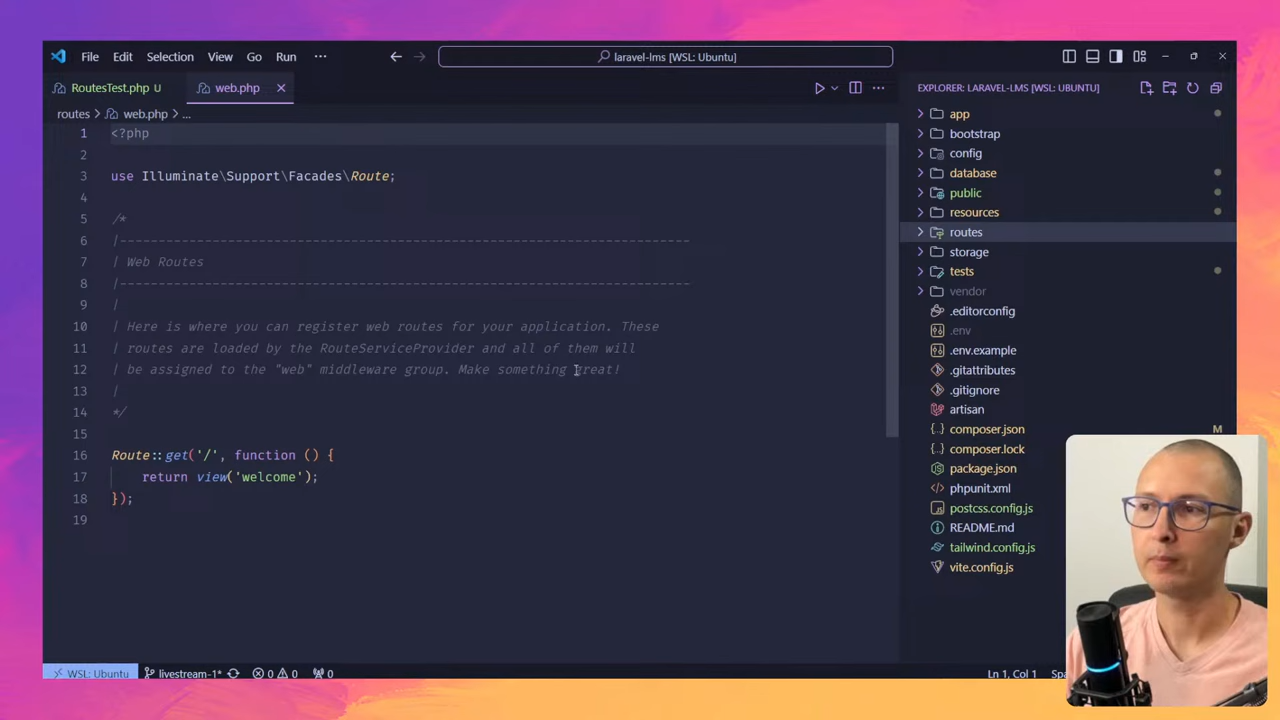 File Edit Selection View Go Run ··· laravel-lms [WSL: Ubuntu]
RoutesTest.php U web.php
routes > web.php > ...
1 <?php
2
3 use Illuminate\Support\Facades\Route;
4
5 /*
6 |--------------------------------------------------------------------------
7 | Web Routes
8 |--------------------------------------------------------------------------
9 |
10 | Here is where you can register web routes for your application. These
11 | routes are loaded by the RouteServiceProvider and all of them will
12 | be assigned to the "web" middleware group. Make something great!
13 |
14 */
15
16 Route::get('/', function () {
17 return view('welcome');
18 });
19
EXPLORER: LARAVEL-LMS [WSL: UBUNTU]
app
bootstrap
config
database
public
resources
routes
storage
tests
vendor
.editorconfig
.env
.env.example
.gitattributes
.gitignore
artisan
composer.json M
composer.lock
package.json
phpunit.xml
postcss.config.js
README.md
tailwind.config.js
vite.config.js
WSL: Ubuntu livestream-1* 0 0 0 Ln 1, Col 1